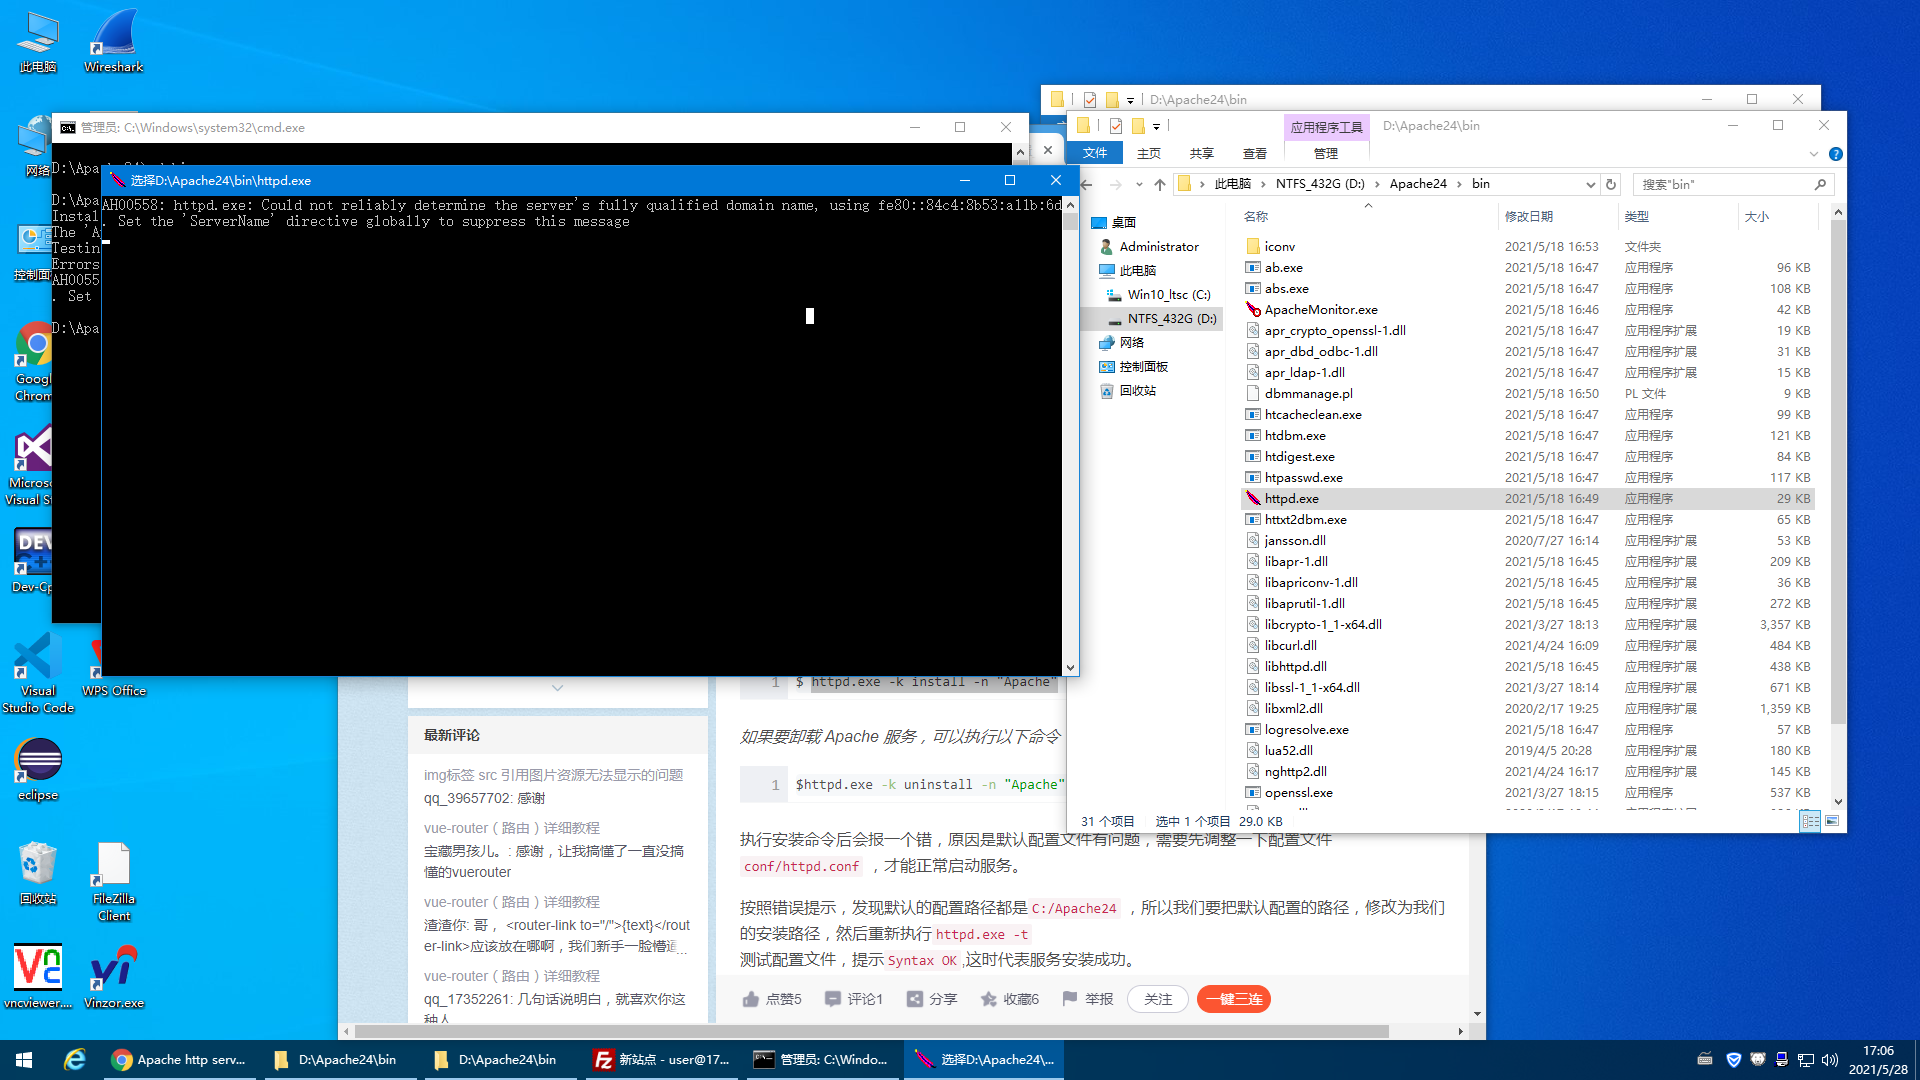 此电脑
Wireshark
网络
控制面
Googl
Chrom
Micros
Visual St
Dev-Cp
Visual
Studio Code
WPS Office
eclipse
回收站
FileZilla
Client
vncviewer....
Vinzor.exe
管理员: C:\Windows\system32\cmd.exe
D:\Apa
D:\Apa
Instal
The 'A
Testin
Errors
AH0055
. Set
D:\Apa
选择D:\Apache24\bin\httpd.exe
AH00558: httpd.exe: Could not reliably determine the server's fully qualified domain name, using fe80::84c4:8b53:a11b:6d
. Set the 'ServerName' directive globally to suppress this message
D:\Apache24\bin
应用程序工具
D:\Apache24\bin
文件
主页
共享
查看
管理
此电脑
NTFS_432G (D:)
Apache24
bin
搜索"bin"
桌面
Administrator
此电脑
Win10_ltsc (C:)
NTFS_432G (D:)
网络
控制面板
回收站
名称 修改日期 类型 大小
iconv 2021/5/18 16:53 文件夹
ab.exe 2021/5/18 16:47 应用程序 96 KB
abs.exe 2021/5/18 16:47 应用程序 108 KB
ApacheMonitor.exe 2021/5/18 16:46 应用程序 42 KB
apr_crypto_openssl-1.dll 2021/5/18 16:47 应用程序扩展 19 KB
apr_dbd_odbc-1.dll 2021/5/18 16:47 应用程序扩展 31 KB
apr_ldap-1.dll 2021/5/18 16:47 应用程序扩展 15 KB
dbmmanage.pl 2021/5/18 16:50 PL 文件 9 KB
htcacheclean.exe 2021/5/18 16:47 应用程序 99 KB
htdbm.exe 2021/5/18 16:47 应用程序 121 KB
htdigest.exe 2021/5/18 16:47 应用程序 84 KB
htpasswd.exe 2021/5/18 16:47 应用程序 117 KB
httpd.exe 2021/5/18 16:49 应用程序 29 KB
httxt2dbm.exe 2021/5/18 16:47 应用程序 65 KB
jansson.dll 2020/7/27 16:14 应用程序扩展 53 KB
libapr-1.dll 2021/5/18 16:45 应用程序扩展 209 KB
libapriconv-1.dll 2021/5/18 16:45 应用程序扩展 36 KB
libaprutil-1.dll 2021/5/18 16:45 应用程序扩展 272 KB
libcrypto-1_1-x64.dll 2021/3/27 18:13 应用程序扩展 3,357 KB
libcurl.dll 2021/4/24 16:09 应用程序扩展 484 KB
libhttpd.dll 2021/5/18 16:45 应用程序扩展 438 KB
libssl-1_1-x64.dll 2021/3/27 18:14 应用程序扩展 671 KB
libxml2.dll 2020/2/17 19:25 应用程序扩展 1,359 KB
logresolve.exe 2021/5/18 16:47 应用程序 57 KB
lua52.dll 2019/4/5 20:28 应用程序扩展 180 KB
nghttp2.dll 2021/4/24 16:17 应用程序扩展 145 KB
openssl.exe 2021/3/27 18:15 应用程序 537 KB
31 个项目 选中 1 个项目 29.0 KB
最新评论
img标签 src 引用图片资源无法显示的问题
qq_39657702: 感谢
vue-router（路由）详细教程
宝藏男孩儿。: 感谢，让我搞懂了一直没搞
懂的vuerouter
vue-router（路由）详细教程
渣渣你: 哥， <router-link to="/">{text}</rout
er-link>应该放在哪啊，我们新手一脸懵逼...
vue-router（路由）详细教程
qq_17352261: 几句话说明白，就喜欢你这
种人
1 $ httpd.exe -k install -n "Apache"
如果要卸载 Apache 服务，可以执行以下命令
1 $httpd.exe -k uninstall -n "Apache"
执行安装命令后会报一个错，原因是默认配置文件有问题，需要先调整一下配置文件
conf/httpd.conf ，才能正常启动服务。
按照错误提示，发现默认的配置路径都是 C:/Apache24 ，所以我们要把默认配置的路径，修改为我们
的安装路径，然后重新执行 httpd.exe -t
测试配置文件，提示 Syntax OK ,这时代表服务安装成功。
点赞5 评论1 分享 收藏6 举报 关注 一键三连
Apache http serv...
D:\Apache24\bin
D:\Apache24\bin
新站点 - user@17...
管理员: C:\Windo...
选择D:\Apache24\...
17:06
2021/5/28